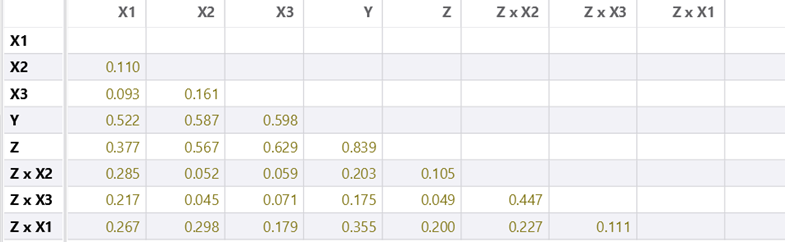 X1 X2 X3 Y Z Z x X2 Z x X3 Z x X1
X1
X2 0.110
X3 0.093 0.161
Y 0.522 0.587 0.598
Z 0.377 0.567 0.629 0.839
Z x X2 0.285 0.052 0.059 0.203 0.105
Z x X3 0.217 0.045 0.071 0.175 0.049 0.447
Z x X1 0.267 0.298 0.179 0.355 0.200 0.227 0.111